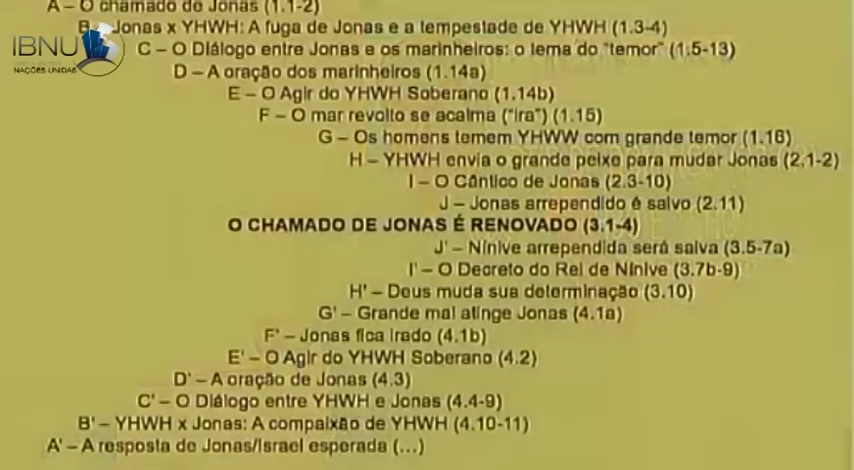 A – O chamado de Jonas (1.1-2)
IBNU
NAÇÕES UNIDAS
B – Jonas x YHWH: A fuga de Jonas e a tempestade de YHWH (1.3-4)
C – O Diálogo entre Jonas e os marinheiros: o tema do "temor" (1.5-13)
D – A oração dos marinheiros (1.14a)
E – O Agir do YHWH Soberano (1.14b)
F – O mar revolto se acalma ("ira") (1.15)
G – Os homens temem YHWW com grande temor (1.16)
H – YHWH envia o grande peixe para mudar Jonas (2.1-2)
I – O Cântico de Jonas (2.3-10)
J – Jonas arrependido é salvo (2.11)
O CHAMADO DE JONAS É RENOVADO (3.1-4)
J' – Nínive arrependida será salva (3.5-7a)
I' – O Decreto do Rei de Nínive (3.7b-9)
H' – Deus muda sua determinação (3.10)
G' – Grande mal atinge Jonas (4.1a)
F' – Jonas fica irado (4.1b)
E' – O Agir do YHWH Soberano (4.2)
D' – A oração de Jonas (4.3)
C' – O Diálogo entre YHWH e Jonas (4.4-9)
B' – YHWH x Jonas: A compaixão de YHWH (4.10-11)
A' – A resposta de Jonas/Israel esperada (...)